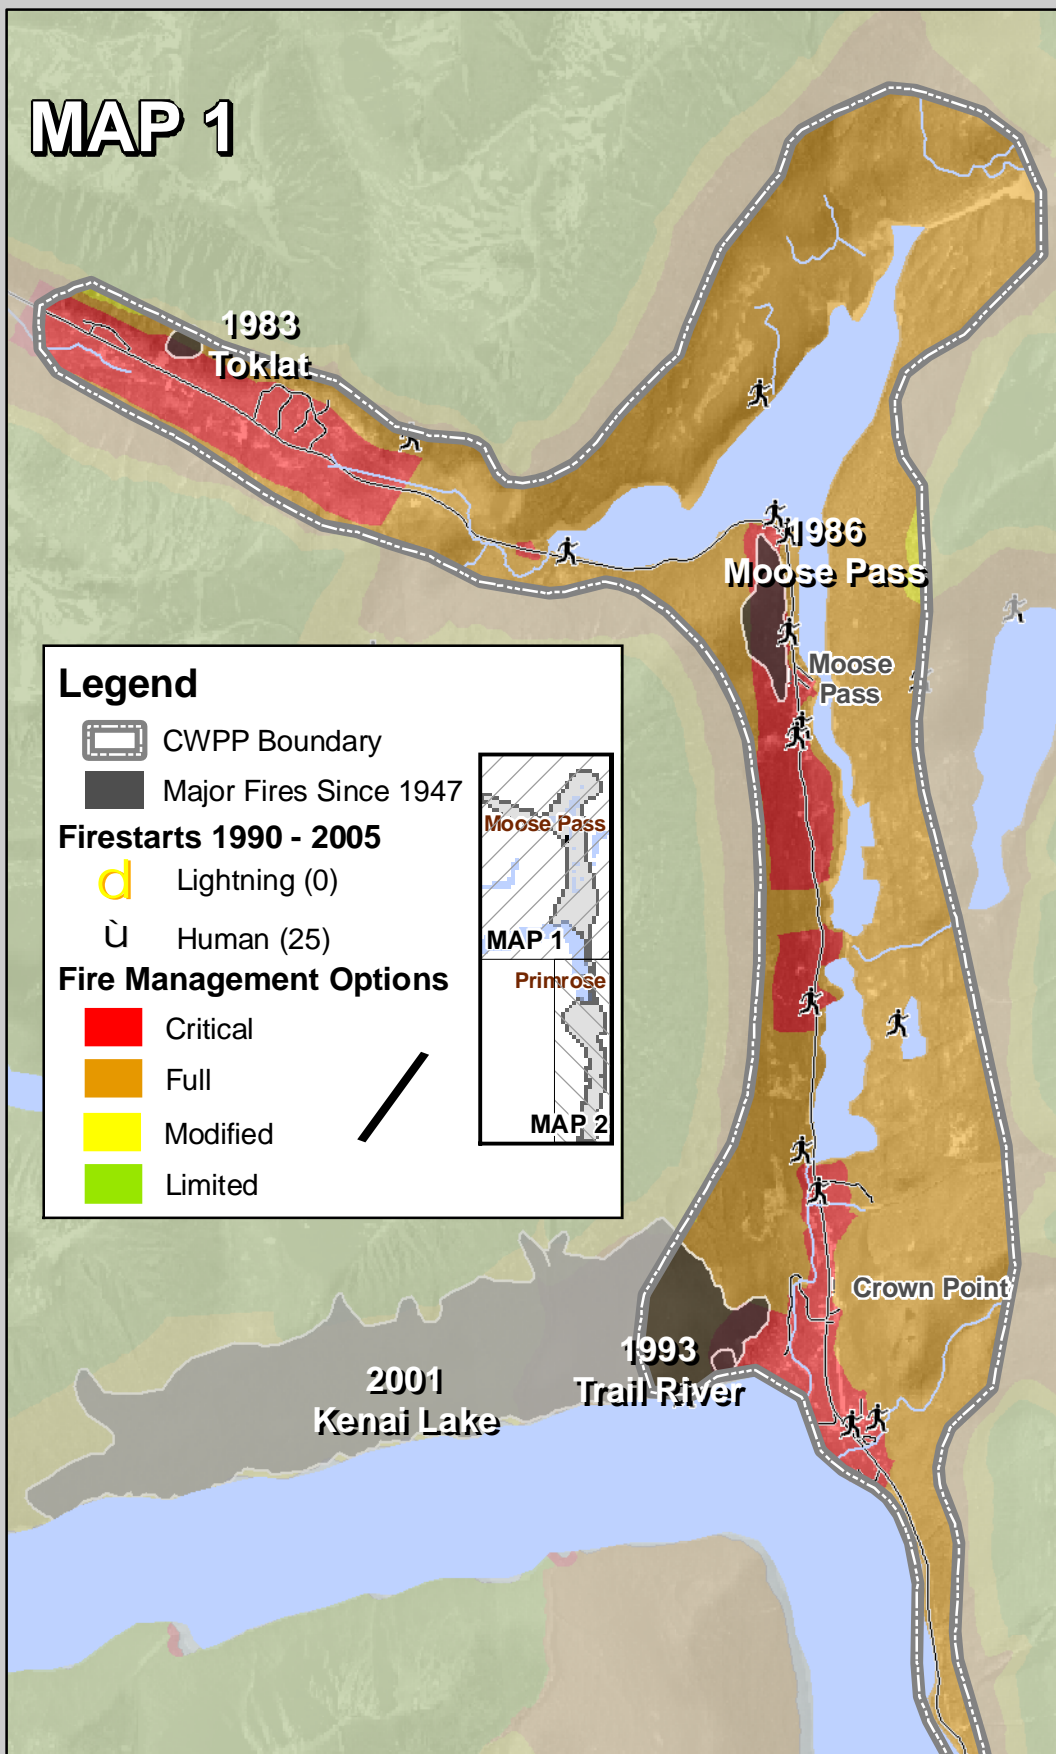 MAP 1
1983
Toklat
1986
Moose Pass
Moose
Pass
Legend
CWPP Boundary
Major Fires Since 1947
Firestarts 1990 - 2005
d Lightning (0)
ù Human (25)
Fire Management Options
Critical
Full
Modified
Limited
Moose Pass
MAP 1
Primrose
MAP 2
Crown Point
1993
Trail River
2001
Kenai Lake